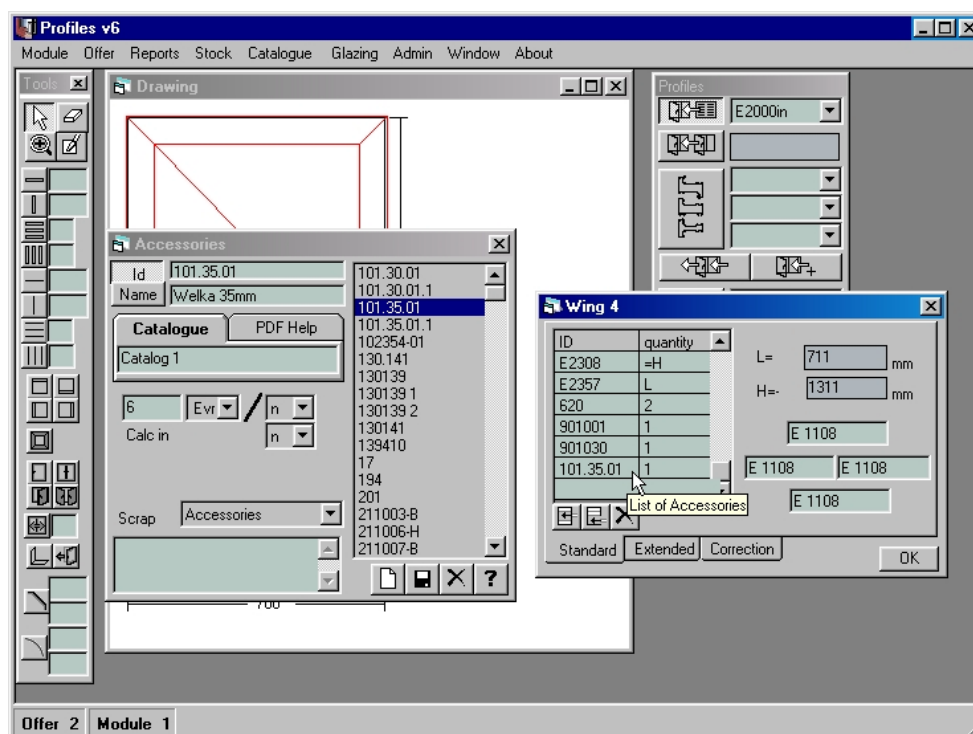 Profiles v6
Module Offer Reports Stock Catalogue Glazing Admin Window About
Tools
Drawing
Profiles
E2000in
Accessories
Id 101.35.01
Name Welka 35mm
Catalogue PDF Help
Catalog 1
6 Evr / n
Calc in n
Scrap Accessories
101.30.01
101.30.01.1
101.35.01
101.35.01.1
102354-01
130.141
130139
130139 1
130139 2
130141
139410
17
194
201
211003-B
211006-H
211007-B
?
700
Wing 4
ID quantity
E2308 =H
E2357 L
620 2
901001 1
901030 1
101.35.01 1
List of Accessories
L= 711 mm
H=- 1311 mm
E 1108
E 1108 E 1108
E 1108
Standard Extended Correction
OK
Offer 2 Module 1